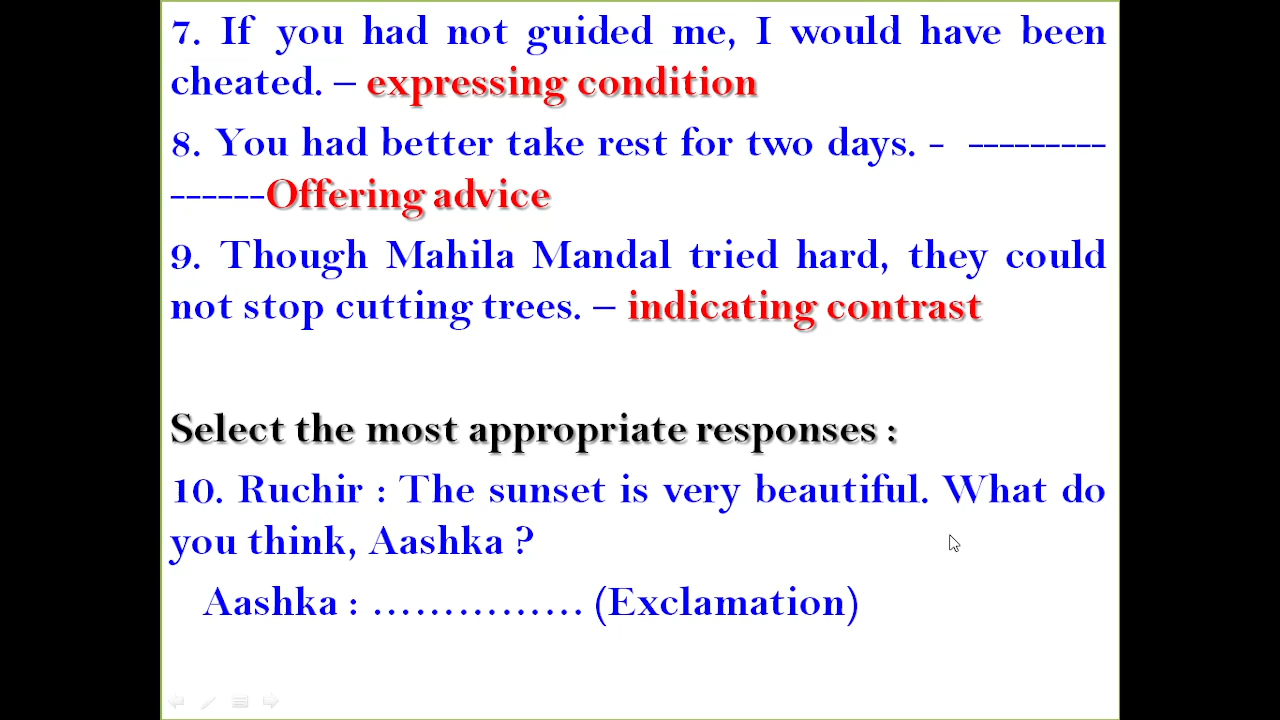 7. If you had not guided me, I would have been
cheated. – expressing condition
8. You had better take rest for two days. - ---------
------Offering advice
9. Though Mahila Mandal tried hard, they could
not stop cutting trees. – indicating contrast
Select the most appropriate responses :
10. Ruchir : The sunset is very beautiful. What do
you think, Aashka ?
Aashka : …………… (Exclamation)